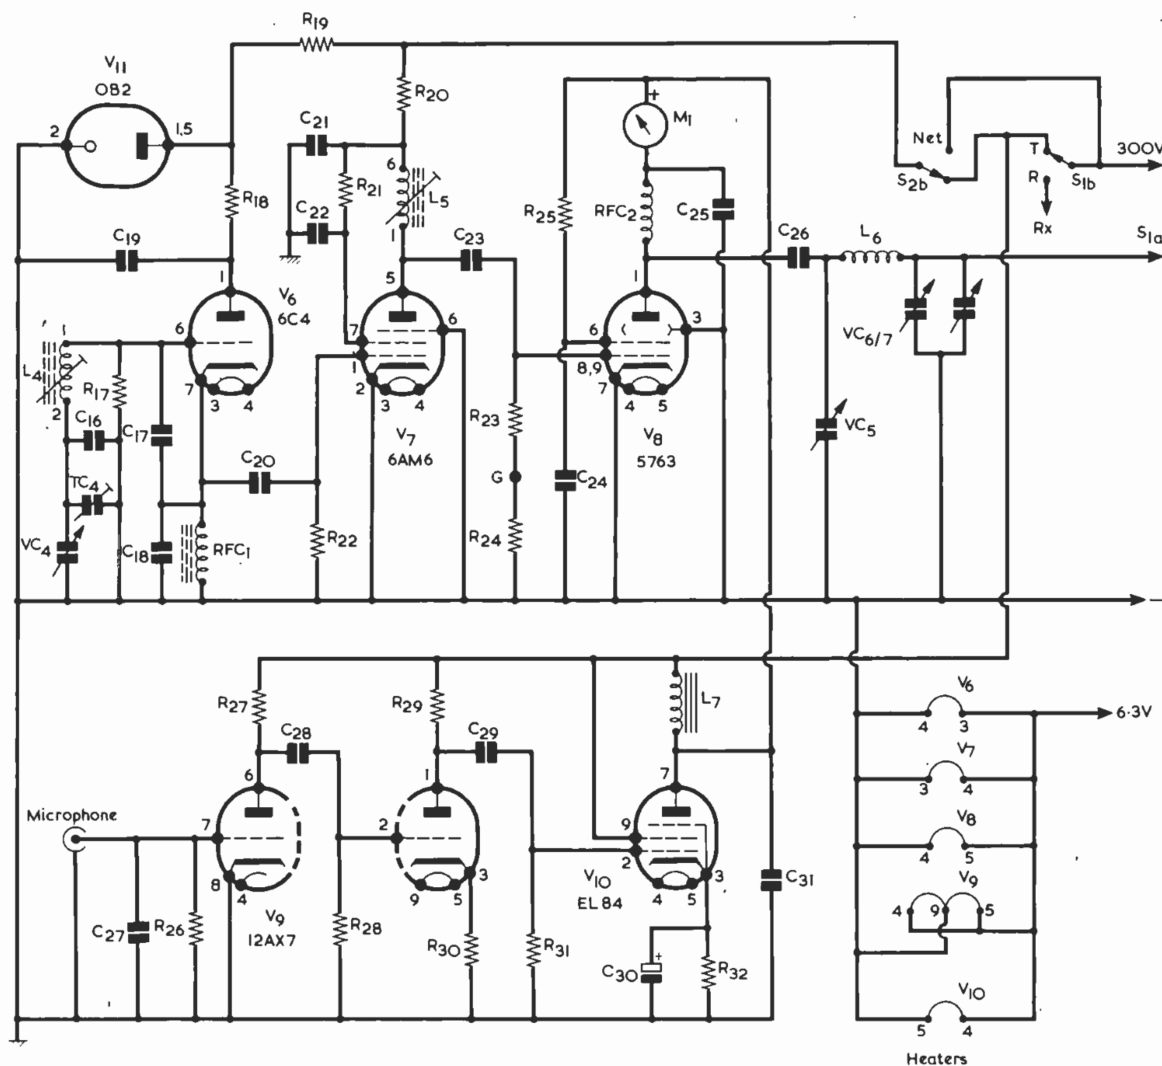 R19
V11
OB2
2
1,5
R20
C21
6
R21
L5
C22
1
R18
C19
1
V6
6C4
6
7
3
4
L4
1
2
R17
C16
C17
TC4
VC4
C18
RFC1
C20
R22
C23
5
6
7
1
2
3
4
V7
6AM6
R23
G
R24
+
M1
R25
RFC2
C25
1
3
6
8,9
7
4
5
V8
5763
C24
C26
L6
VC6/7
VC5
Net
S2b
T
R
S1b
Rx
300V
S1a
–
R27
C28
6
7
8
4
V9
12AX7
Microphone
C27
R26
R28
R29
C29
1
2
3
9
5
R30
R31
L7
7
9
2
3
4
5
V10
EL84
C30
+
R32
C31
V6
4
3
6·3V
V7
3
4
V8
4
5
V9
4
9
5
V10
5
4
Heaters